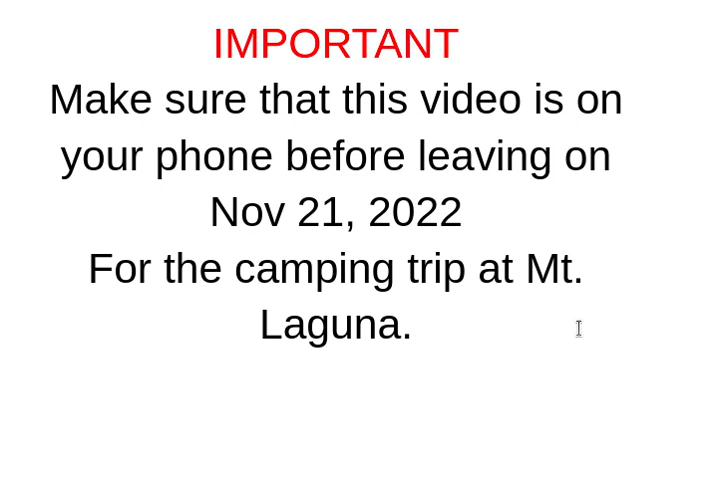 IMPORTANT
Make sure that this video is on
your phone before leaving on
Nov 21, 2022
For the camping trip at Mt.
Laguna.